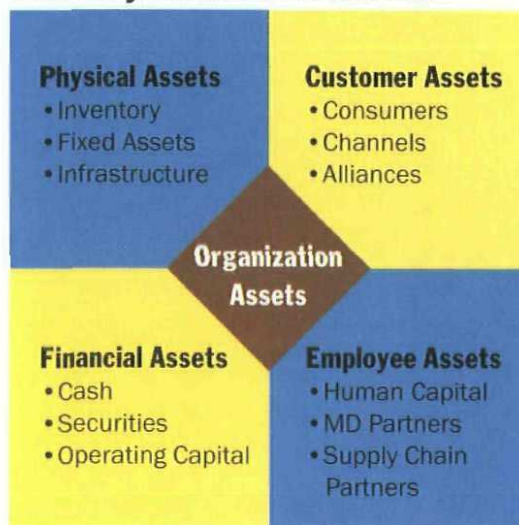 Physical Assets
• Inventory
• Fixed Assets
• Infrastructure
Customer Assets
• Consumers
• Channels
• Alliances
Organization
Assets
Financial Assets
• Cash
• Securities
• Operating Capital
Employee Assets
• Human Capital
• MD Partners
• Supply Chain
Partners